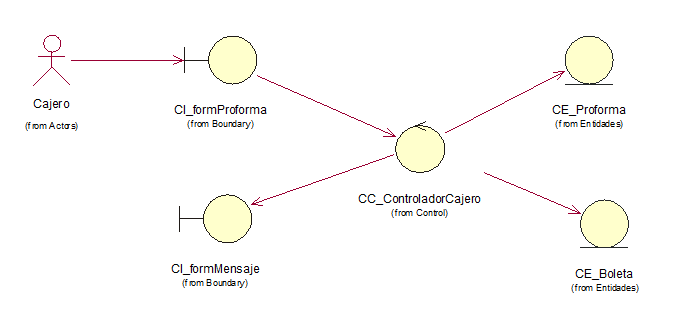 Cajero
(from Actors)
CI_formProforma
(from Boundary)
CE_Proforma
(from Entidades)
CC_ControladorCajero
(from Control)
CI_formMensaje
(from Boundary)
CE_Boleta
(from Entidades)